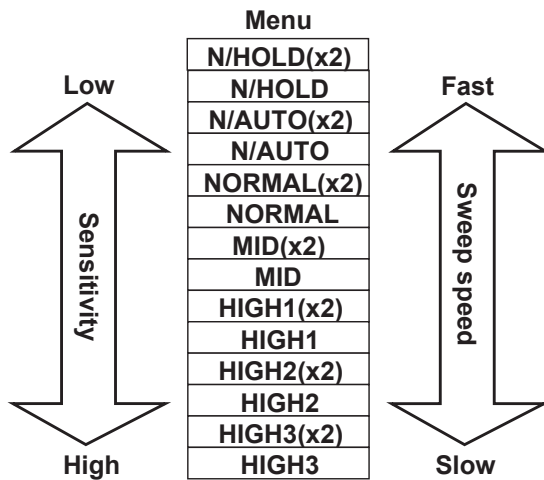 Menu
N/HOLD(x2)
N/HOLD
N/AUTO(x2)
N/AUTO
NORMAL(x2)
NORMAL
MID(x2)
MID
HIGH1(x2)
HIGH1
HIGH2(x2)
HIGH2
HIGH3(x2)
HIGH3
Low
Sensitivity
High
Fast
Sweep speed
Slow